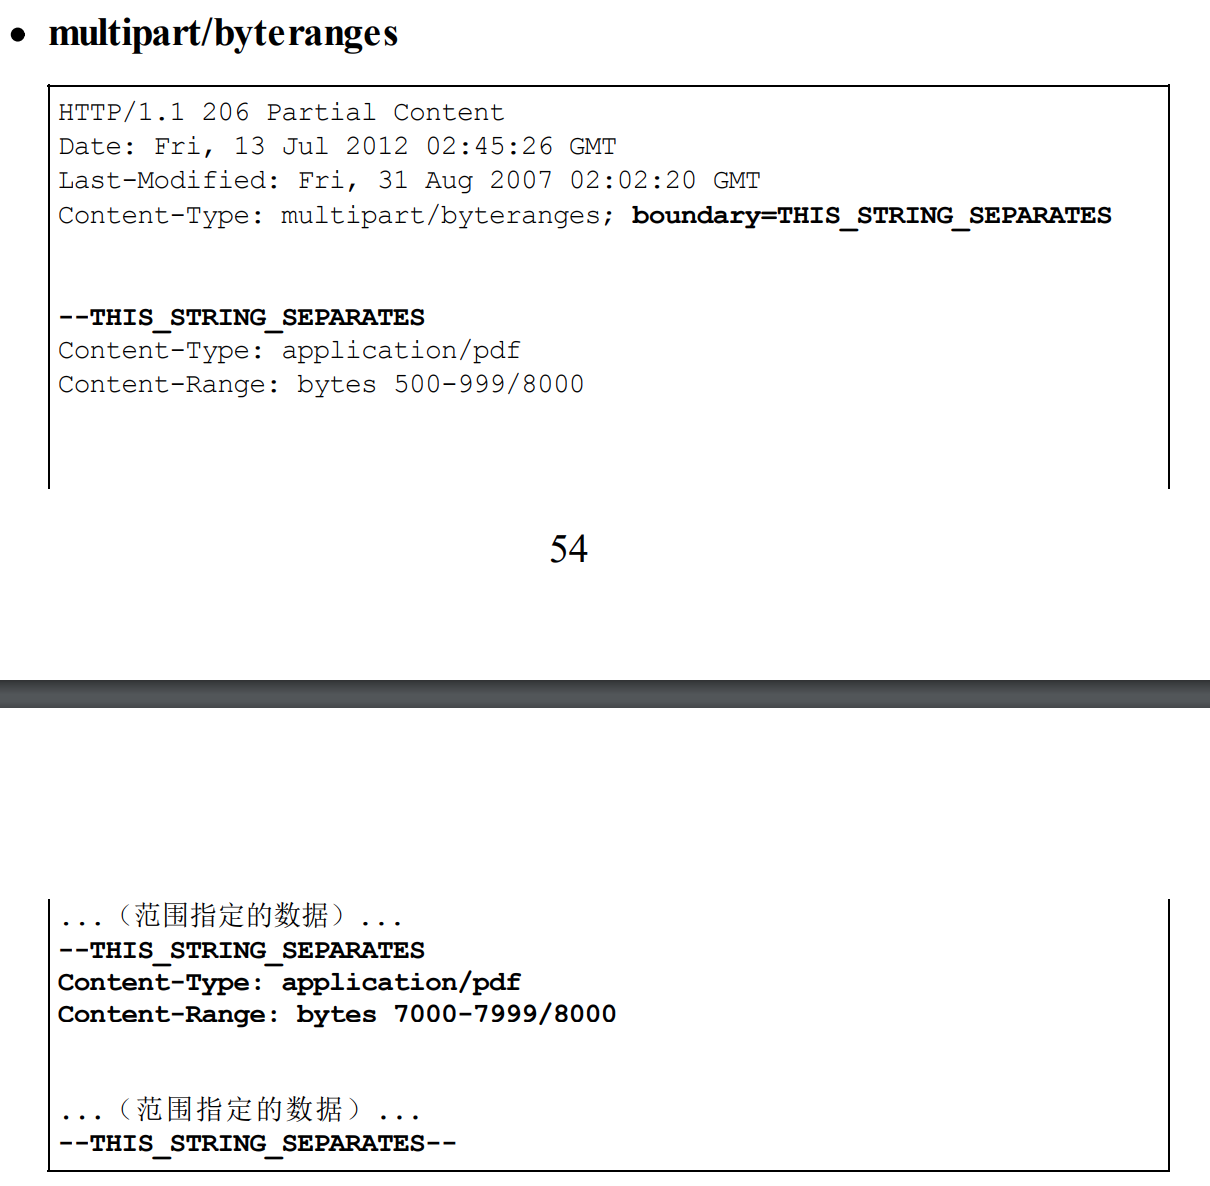 • multipart/byteranges
HTTP/1.1 206 Partial Content
Date: Fri, 13 Jul 2012 02:45:26 GMT
Last-Modified: Fri, 31 Aug 2007 02:02:20 GMT
Content-Type: multipart/byteranges; boundary=THIS_STRING_SEPARATES
--THIS_STRING_SEPARATES
Content-Type: application/pdf
Content-Range: bytes 500-999/8000
54
...（范围指定的数据）...
--THIS_STRING_SEPARATES
Content-Type: application/pdf
Content-Range: bytes 7000-7999/8000
...（范围指定的数据）...
--THIS_STRING_SEPARATES--